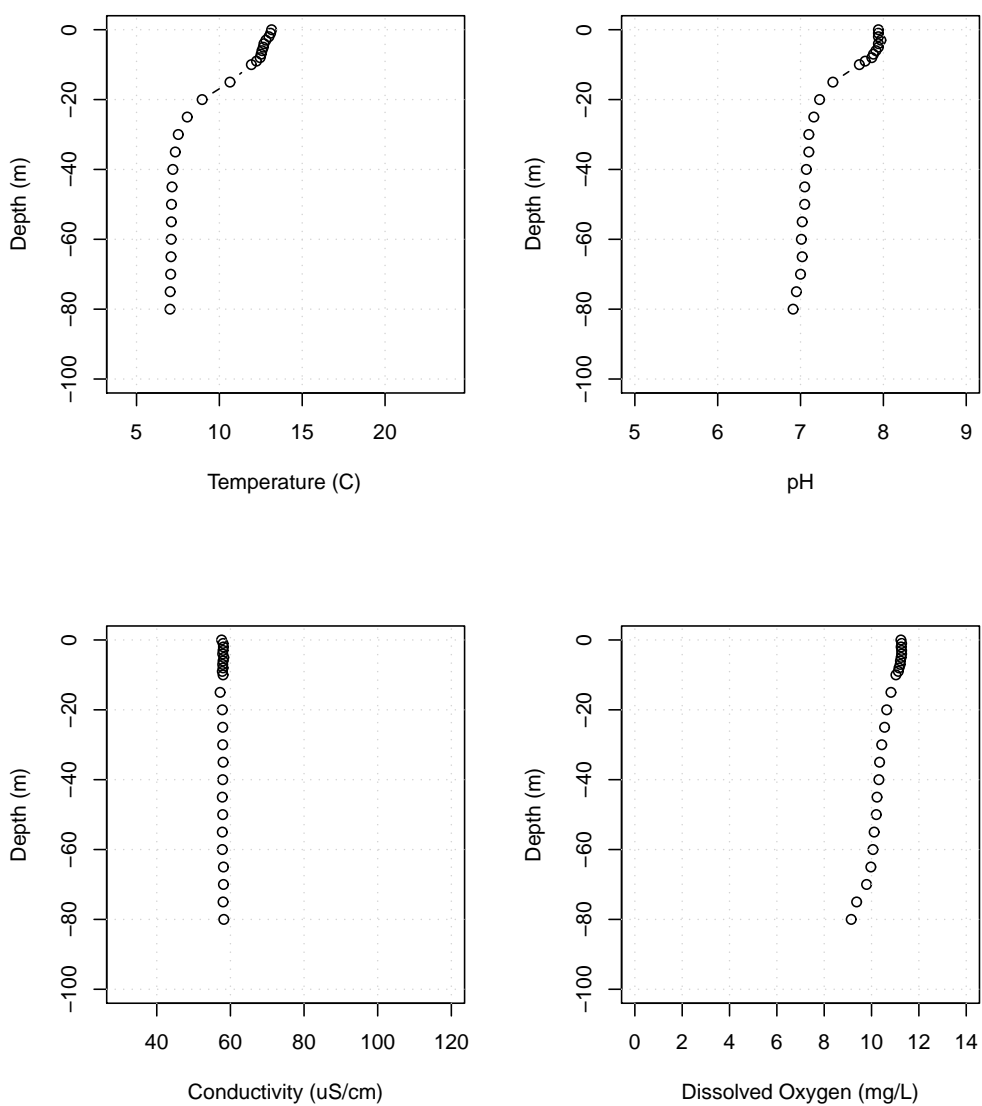 0
−20
−40
−60
−80
−100
Depth (m)
5 10 15 20
Temperature (C)
0
−20
−40
−60
−80
−100
Depth (m)
5 6 7 8 9
pH
0
−20
−40
−60
−80
−100
Depth (m)
40 60 80 100 120
Conductivity (uS/cm)
0
−20
−40
−60
−80
−100
Depth (m)
0 2 4 6 8 10 12 14
Dissolved Oxygen (mg/L)